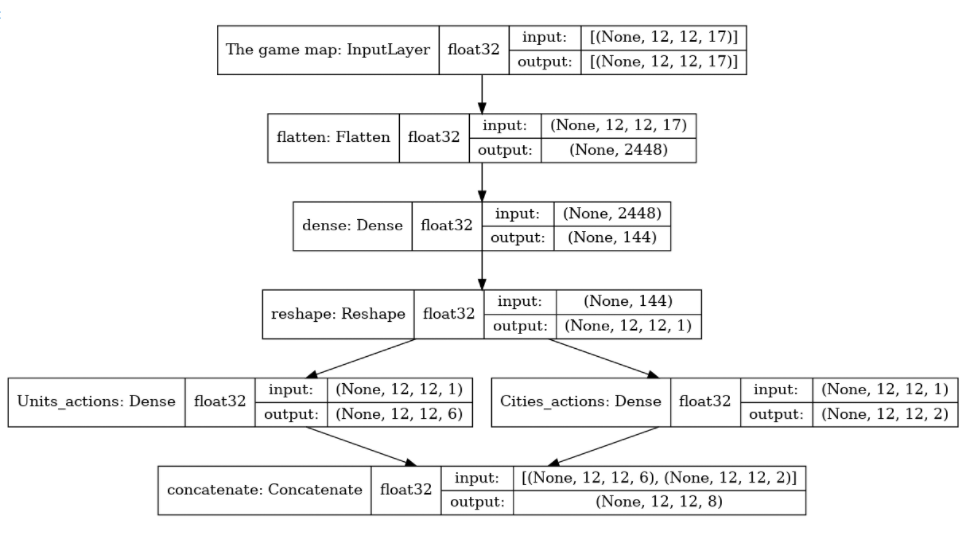 The game map: InputLayer float32 input: [(None, 12, 12, 17)]
output: [(None, 12, 12, 17)]
flatten: Flatten float32 input: (None, 12, 12, 17)
output: (None, 2448)
dense: Dense float32 input: (None, 2448)
output: (None, 144)
reshape: Reshape float32 input: (None, 144)
output: (None, 12, 12, 1)
Units_actions: Dense float32 input: (None, 12, 12, 1)
output: (None, 12, 12, 6)
Cities_actions: Dense float32 input: (None, 12, 12, 1)
output: (None, 12, 12, 2)
concatenate: Concatenate float32 input: [(None, 12, 12, 6), (None, 12, 12, 2)]
output: (None, 12, 12, 8)